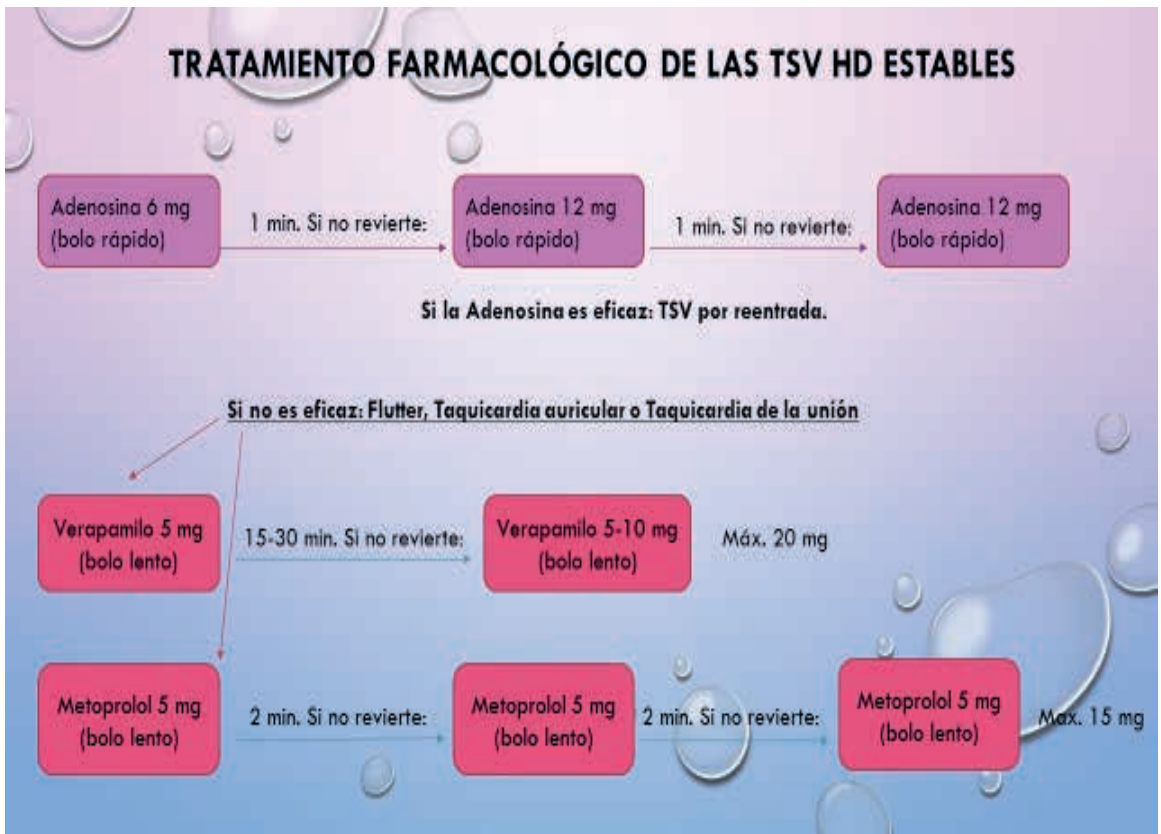 TRATAMIENTO FARMACOLÓGICO DE LAS TSV HD ESTABLES
Adenosina 6 mg
(bolo rápido)
1 min. Si no revierte:
Adenosina 12 mg
(bolo rápido)
1 min. Si no revierte:
Adenosina 12 mg
(bolo rápido)
Si la Adenosina es eficaz: TSV por reentrada.
Si no es eficaz: Flutter, Taquicardia auricular o Taquicardia de la unión
Verapamilo 5 mg
(bolo lento)
15-30 min. Si no revierte:
Verapamilo 5-10 mg
(bolo lento)
Máx. 20 mg
Metoprolol 5 mg
(bolo lento)
2 min. Si no revierte:
Metoprolol 5 mg
(bolo lento)
2 min. Si no revierte:
Metoprolol 5 mg
(bolo lento)
Máx. 15 mg